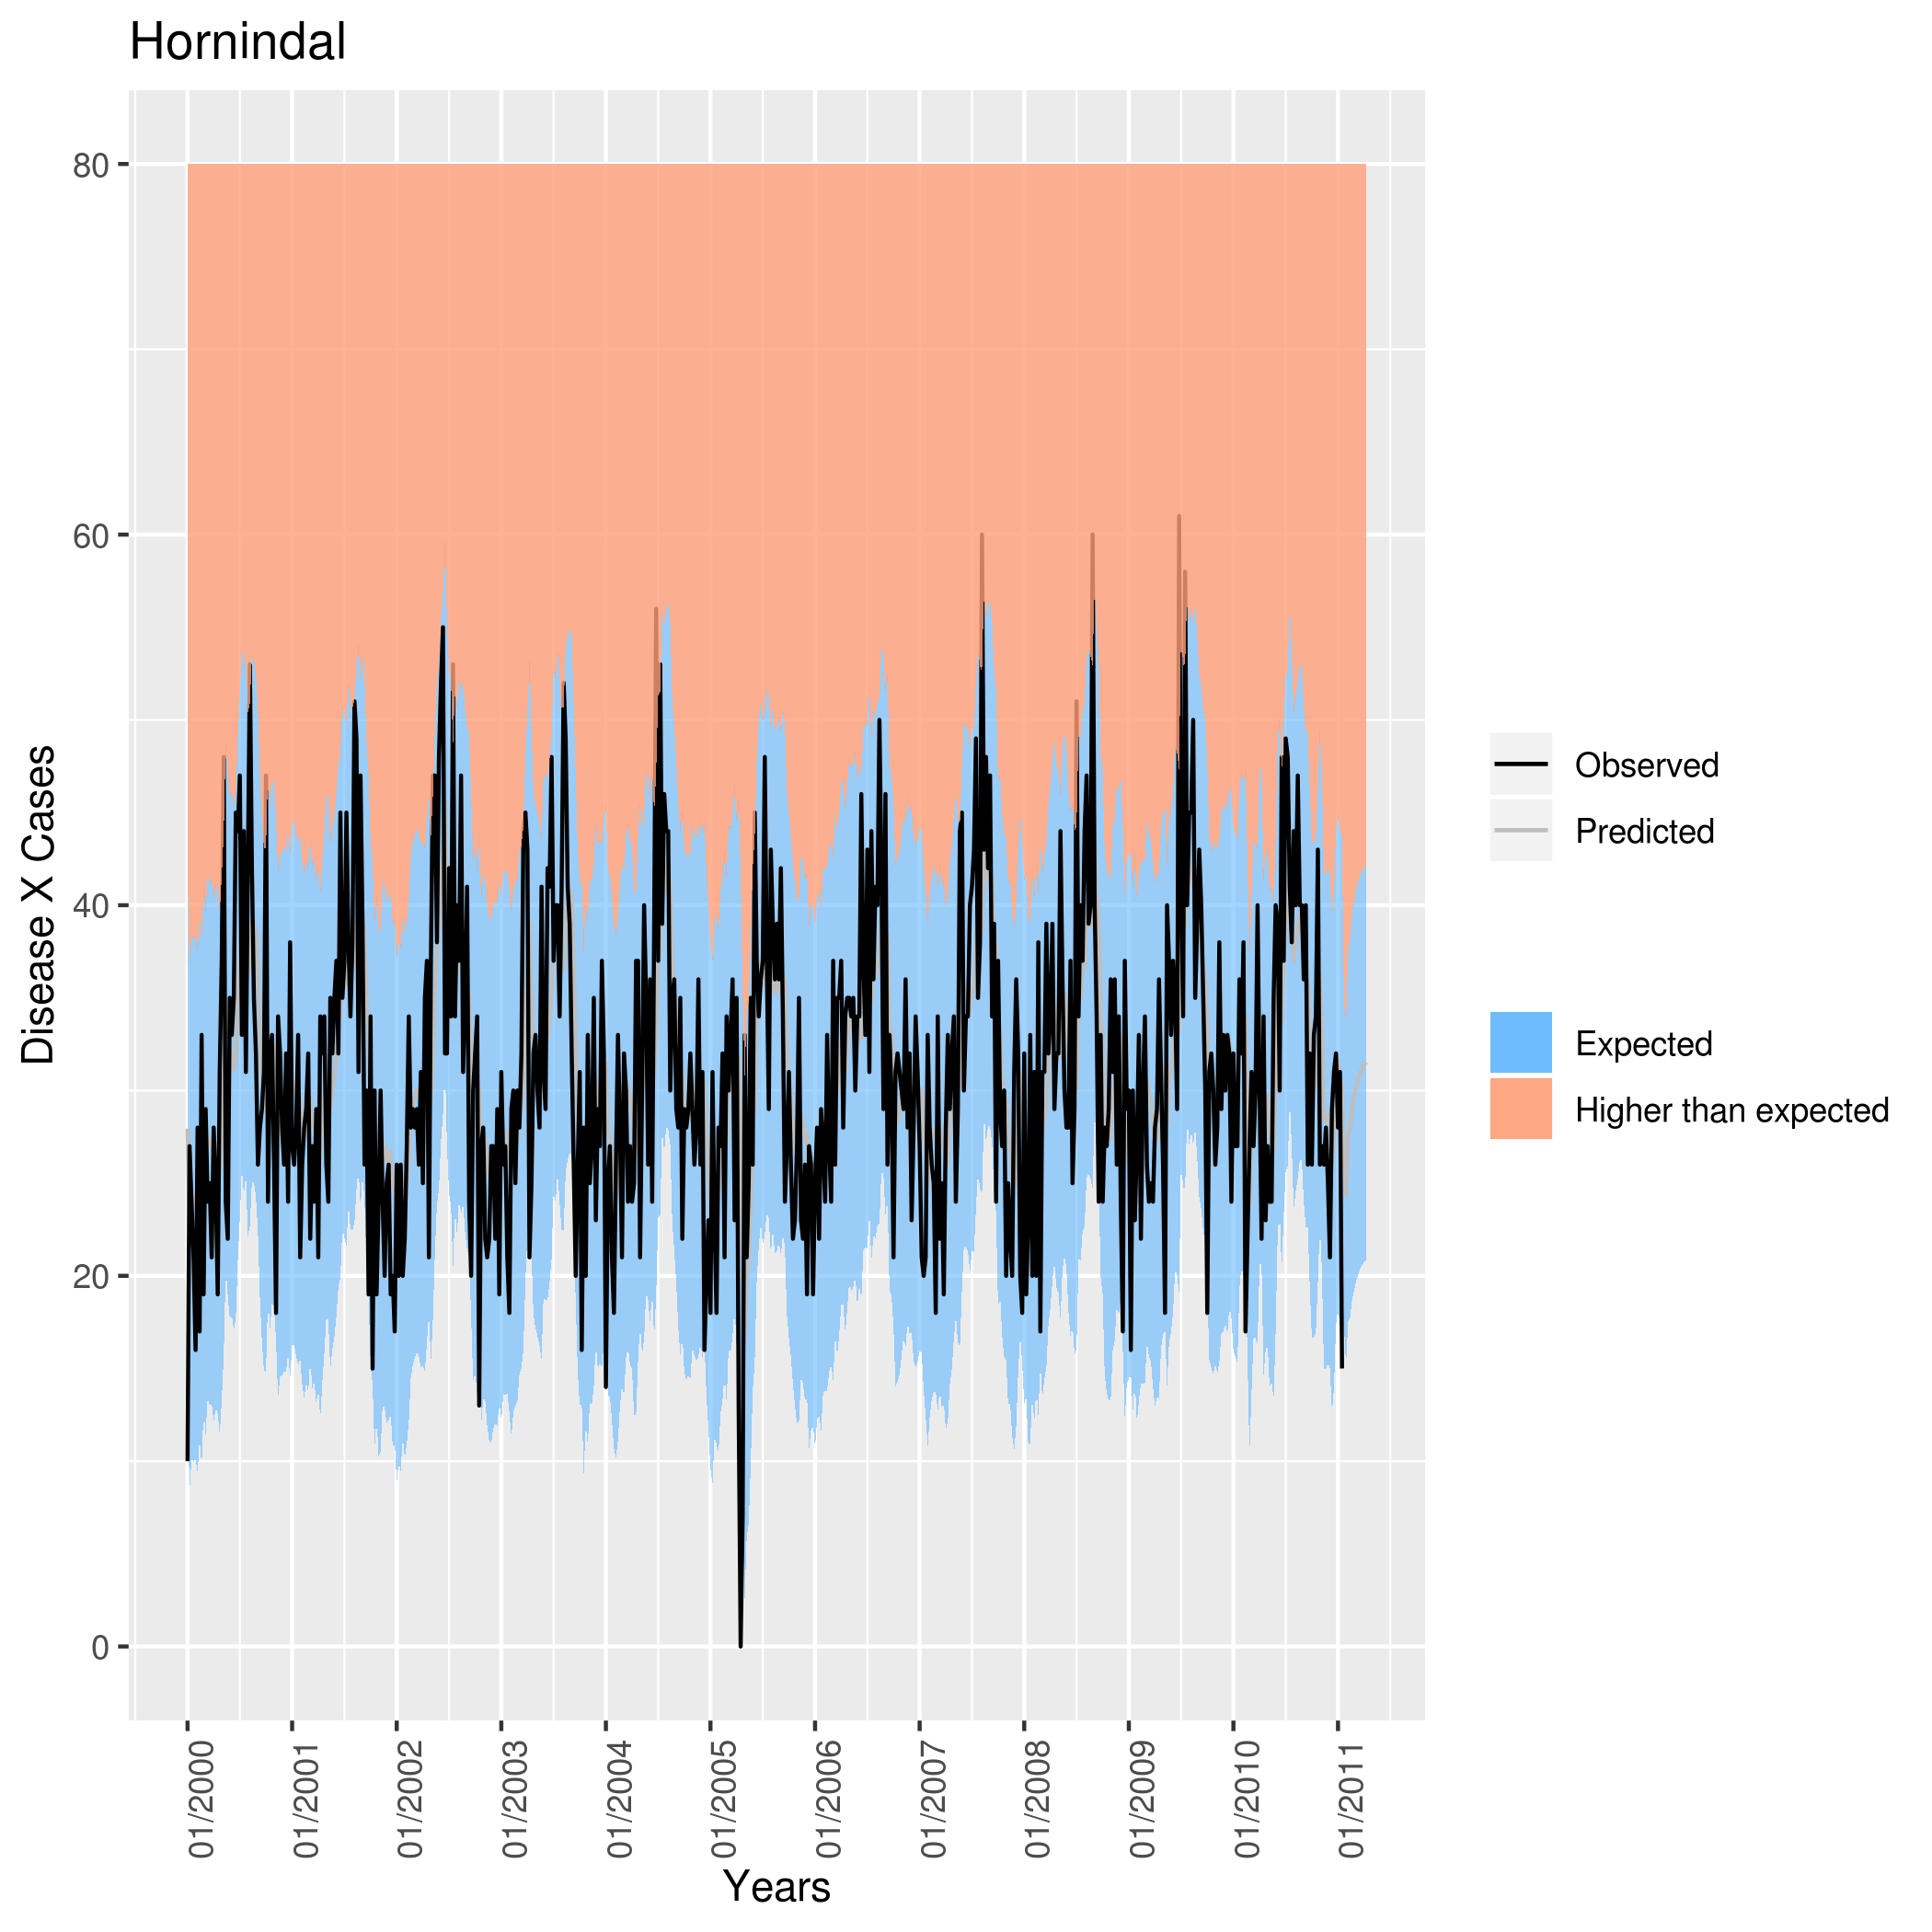 Hornindal
80
60
40
20
0
Disease X Cases
01/2000
01/2001
01/2002
01/2003
01/2004
01/2005
01/2006
01/2007
01/2008
01/2009
01/2010
01/2011
Years
Observed
Predicted
Expected
Higher than expected